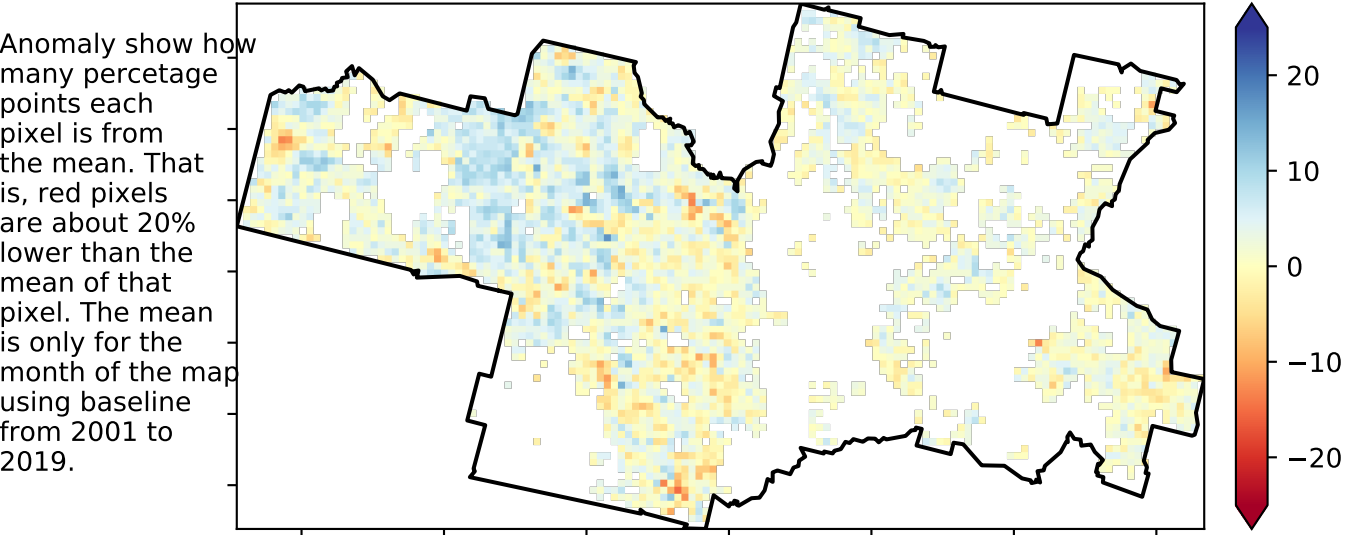 Anomaly show how
many percetage
points each
pixel is from
the mean. That
is, red pixels
are about 20%
lower than the
mean of that
pixel. The mean
is only for the
month of the map
using baseline
from 2001 to
2019.
20
10
0
−10
−20